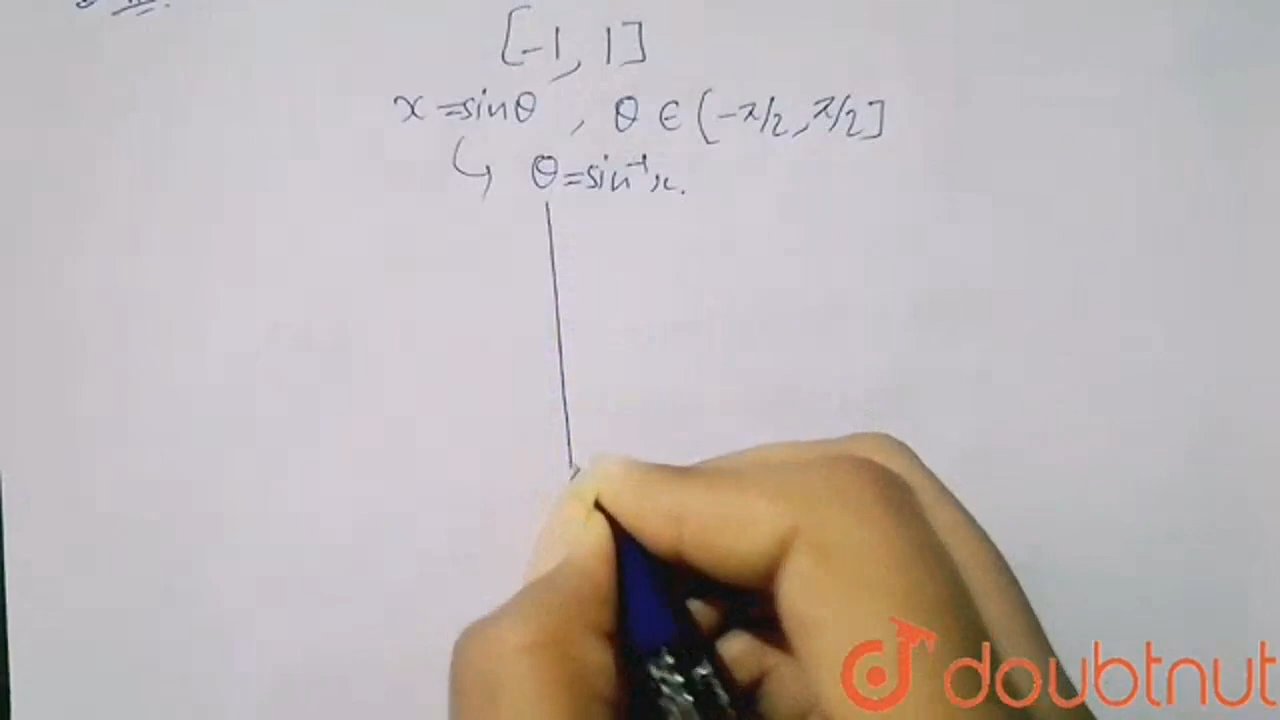 [-1, 1]
x = sinθ , θ ∈ (-π/2, π/2]
↳ θ = sin⁻¹x.
doubtnut